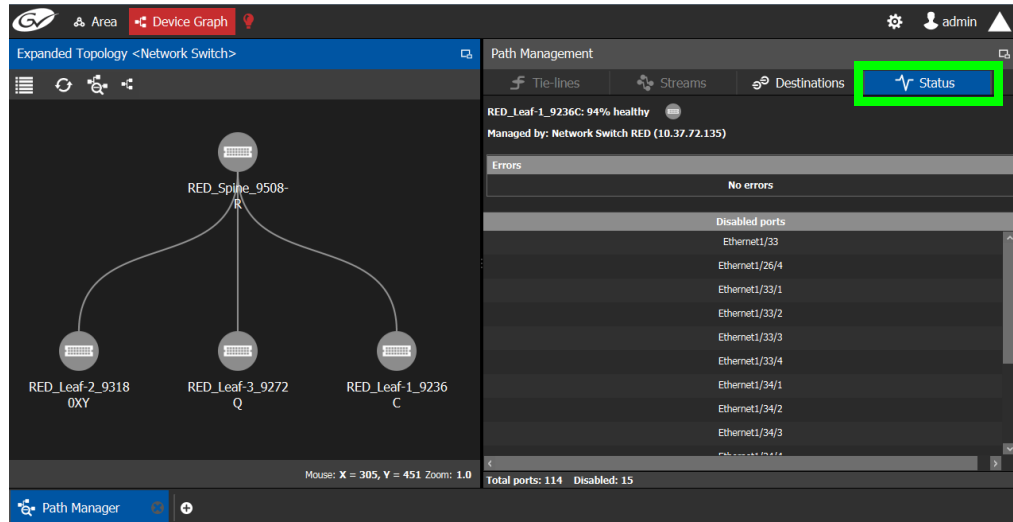 GV Area Device Graph admin
Expanded Topology <Network Switch>
Path Management
Tie-lines Streams Destinations Status
RED_Leaf-1_9236C: 94% healthy
Managed by: Network Switch RED (10.37.72.135)
Errors
No errors
Disabled ports
Ethernet1/33
Ethernet1/26/4
Ethernet1/33/1
Ethernet1/33/2
Ethernet1/33/3
Ethernet1/33/4
Ethernet1/34/1
Ethernet1/34/2
Ethernet1/34/3
Ethernet1/34/4
Total ports: 114 Disabled: 15
RED_Spine_9508-
R
RED_Leaf-2_9318
0XY
RED_Leaf-3_9272
Q
RED_Leaf-1_9236
C
Mouse: X = 305, Y = 451 Zoom: 1.0
Path Manager